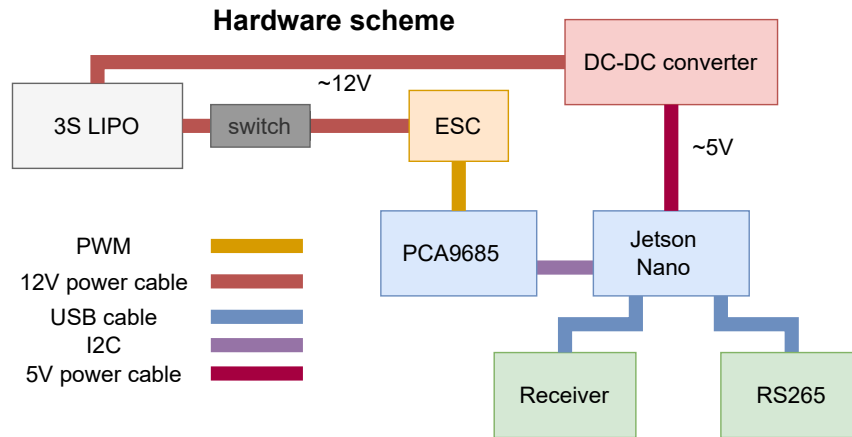 Hardware scheme
DC-DC converter
~12V
3S LIPO
switch
ESC
~5V
PCA9685
Jetson
Nano
PWM
12V power cable
USB cable
I2C
5V power cable
Receiver
RS265